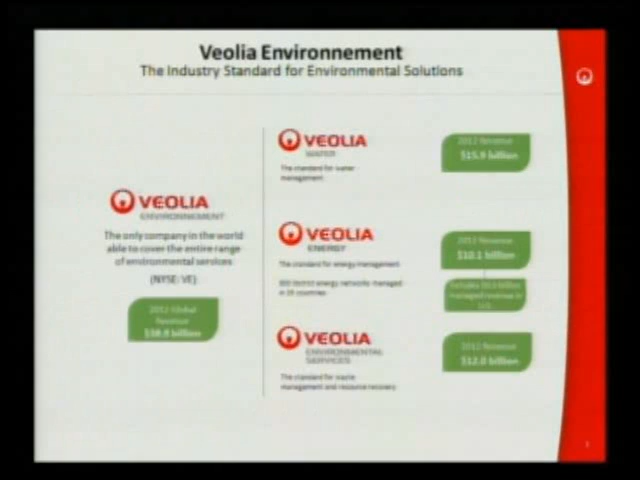 Veolia Environnement
The Industry Standard for Environmental Solutions
VEOLIA
ENVIRONNEMENT
The only company in the world
able to cover the entire range
of environmental services
(NYSE: VE)
2012 Global
Revenue
billion
VEOLIA
WATER
The standard for water
management
2012 Revenue
$15.9 billion
VEOLIA
ENERGY
The standard for energy management
district energy networks managed
in countries
2012 Revenue
$10.1 billion
managed revenue in
VEOLIA
ENVIRONMENTAL
SERVICES
The standard for waste
management and resource recovery
2012 Revenue
$12.0 billion